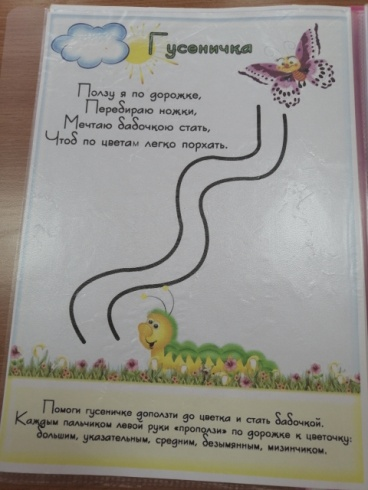 Гусеничка
Ползу я по дорожке,
Перебираю ножки,
Мечтаю бабочкою стать,
Чтоб по цветам легко порхать.
Помоги гусеничке доползти до цветка и стать бабочкой.
Каждым пальчиком левой руки «проползи» по дорожке к цветочку:
большим, указательным, средним, безымянным, мизинчиком.